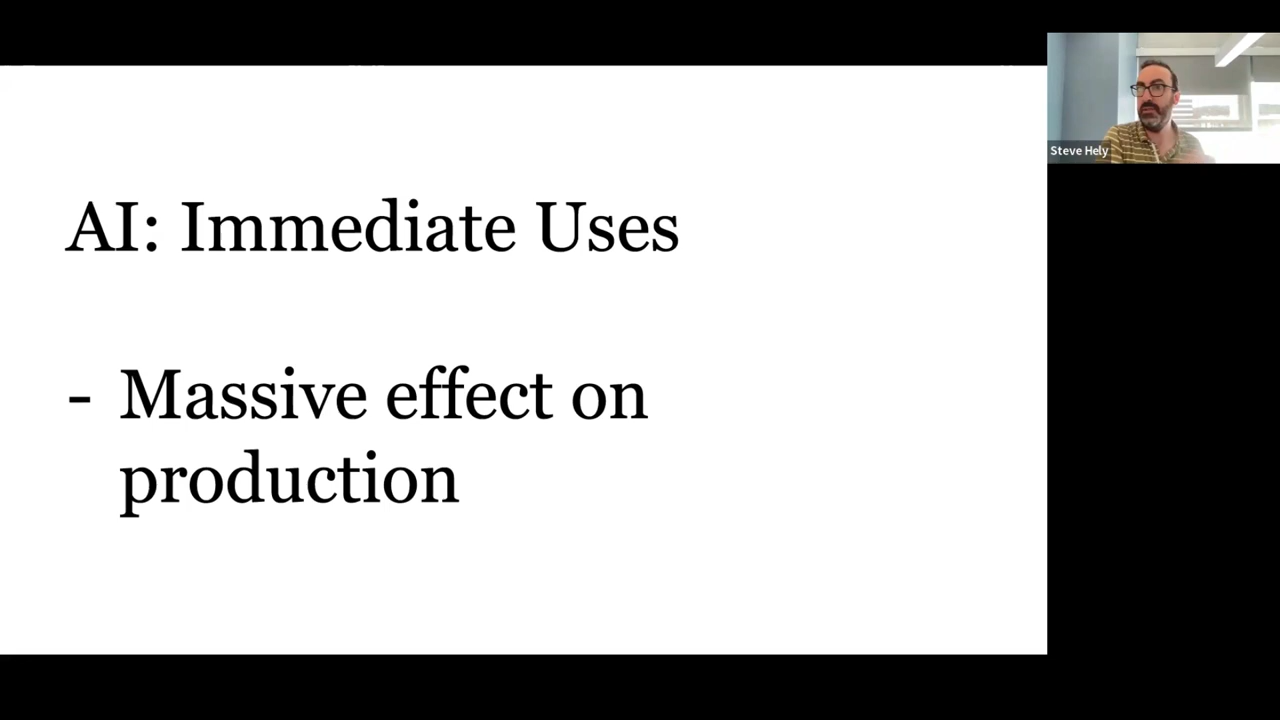 AI: Immediate Uses
- Massive effect on
production
Steve Hely